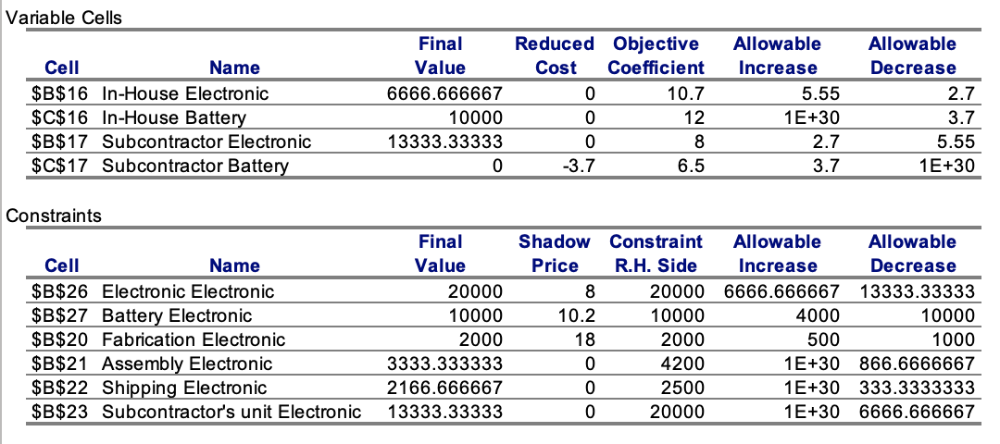 Variable Cells
Final Reduced Objective Allowable Allowable
Cell Name Value Cost Coefficient Increase Decrease
$B$16 In-House Electronic 6666.666667 0 10.7 5.55 2.7
$C$16 In-House Battery 10000 0 12 1E+30 3.7
$B$17 Subcontractor Electronic 13333.33333 0 8 2.7 5.55
$C$17 Subcontractor Battery 0 -3.7 6.5 3.7 1E+30
Constraints
Final Shadow Constraint Allowable Allowable
Cell Name Value Price R.H. Side Increase Decrease
$B$26 Electronic Electronic 20000 8 20000 6666.666667 13333.33333
$B$27 Battery Electronic 10000 10.2 10000 4000 10000
$B$20 Fabrication Electronic 2000 18 2000 500 1000
$B$21 Assembly Electronic 3333.333333 0 4200 1E+30 866.6666667
$B$22 Shipping Electronic 2166.666667 0 2500 1E+30 333.3333333
$B$23 Subcontractor's unit Electronic 13333.33333 0 20000 1E+30 6666.666667